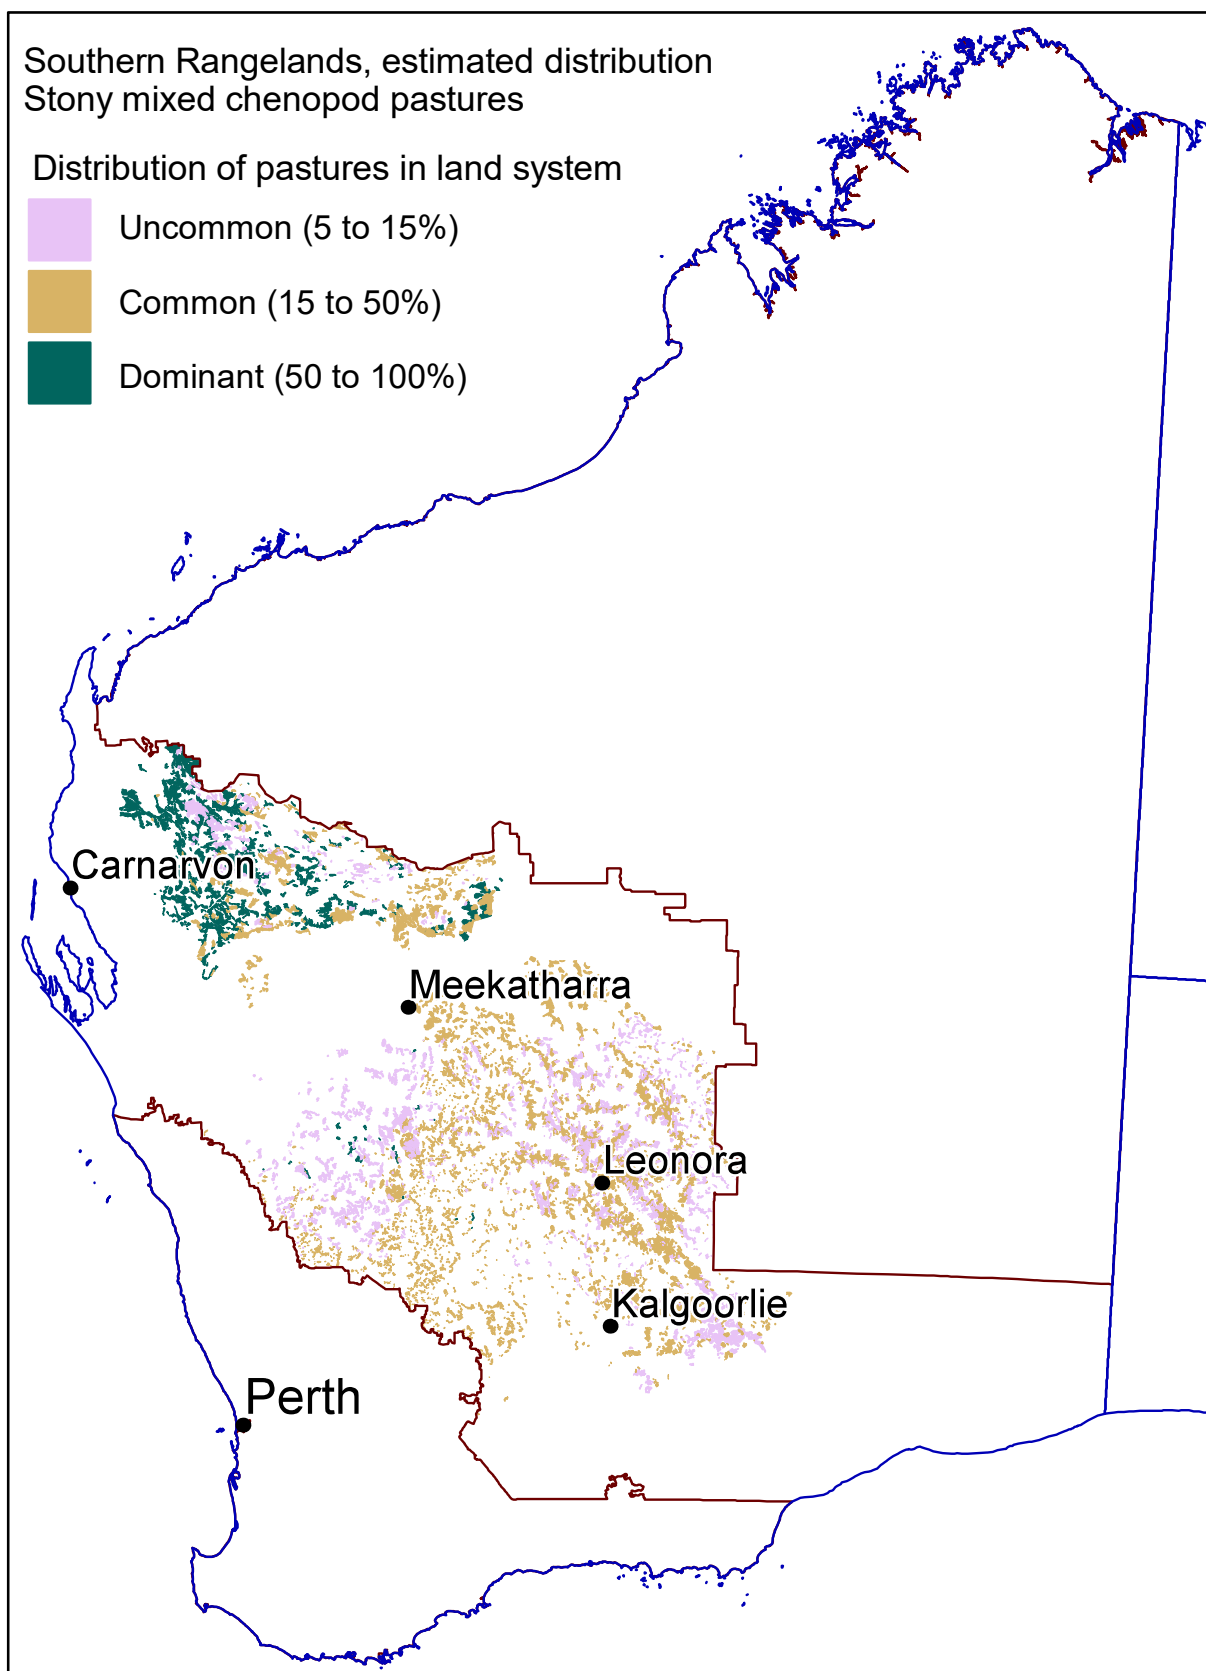 Southern Rangelands, estimated distribution
Stony mixed chenopod pastures
Distribution of pastures in land system
Uncommon (5 to 15%)
Common (15 to 50%)
Dominant (50 to 100%)
Carnarvon
Meekatharra
Leonora
Kalgoorlie
Perth